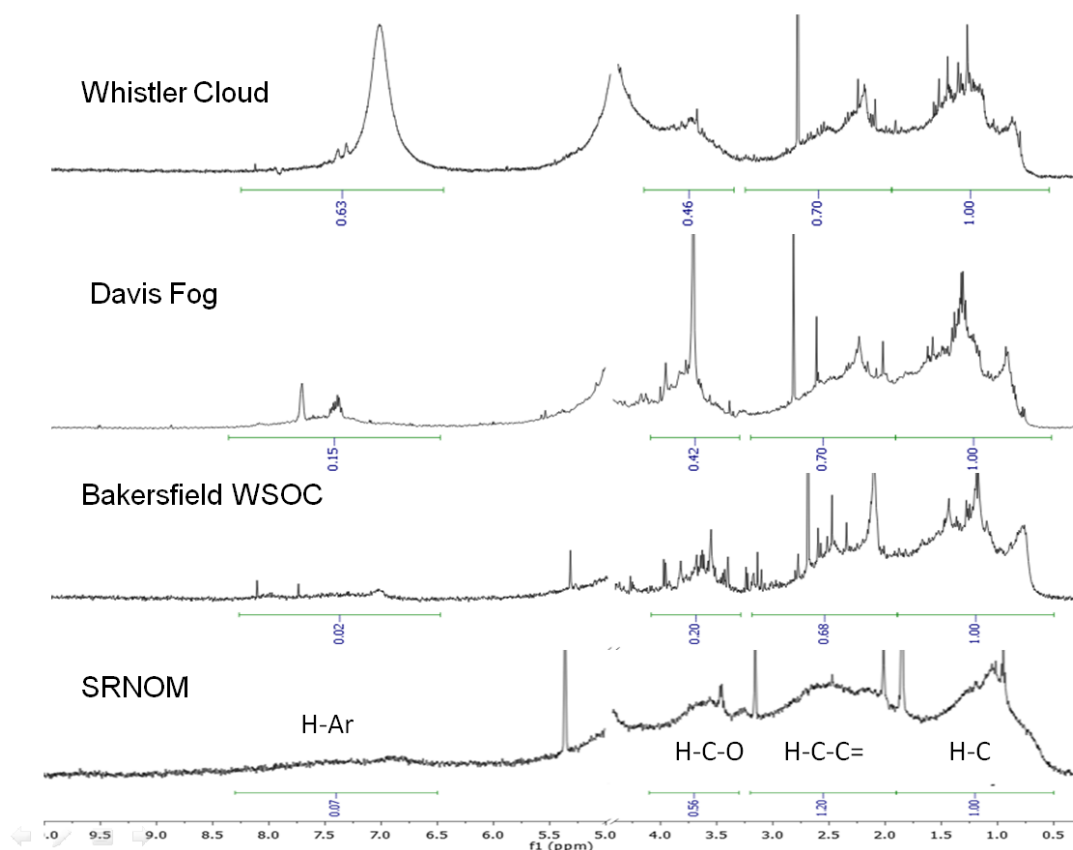 Whistler Cloud
0.63 0.46 0.70 1.00
Davis Fog
0.15 0.42 0.70 1.00
Bakersfield WSOC
0.02 0.20 0.68 1.00
SRNOM
H-Ar H-C-O H-C-C= H-C
0.07 0.56 1.20 1.00
.0 9.5 9.0 8.5 8.0 7.5 7.0 6.5 6.0 5.5 5.0 4.0 3.5 3.0 2.5 2.0 1.5 1.0 0.5
f1 (ppm)